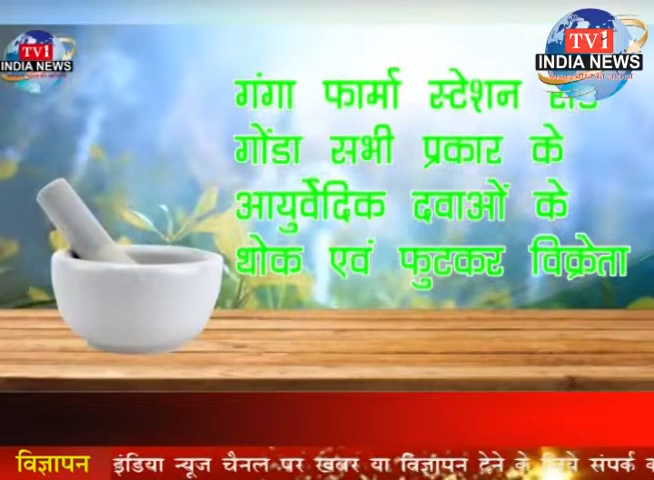 TV1
INDIA NEWS
TV1
INDIA NEWS
गंगा फार्मा स्टेशन रोड
गोंडा सभी प्रकार के
आयुर्वेदिक दवाओं के
थोक एवं फुटकर विक्रेता
विज्ञापन इंडिया न्यूज चैनल पर खबर या विज्ञापन देने के लिये संपर्क